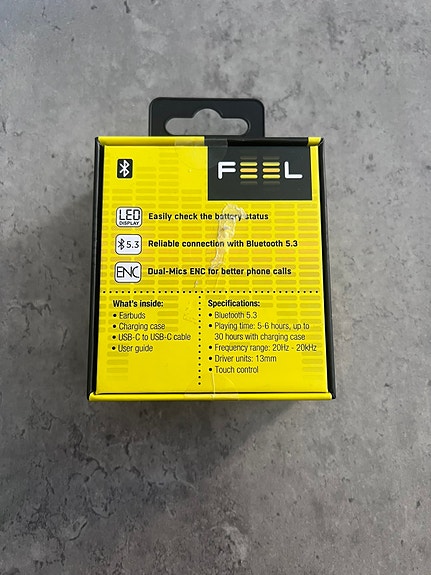 FEEL
LED
DISPLAY
Easily check the battery status
5.3
Reliable connection with Bluetooth 5.3
ENC
Dual-Mics ENC for better phone calls
What's inside:
• Earbuds
• Charging case
• USB-C to USB-C cable
• User guide
Specifications:
• Bluetooth 5.3
• Playing time: 5-6 hours, up to
30 hours with charging case
• Frequency range: 20Hz - 20kHz
• Driver units: 13mm
• Touch control